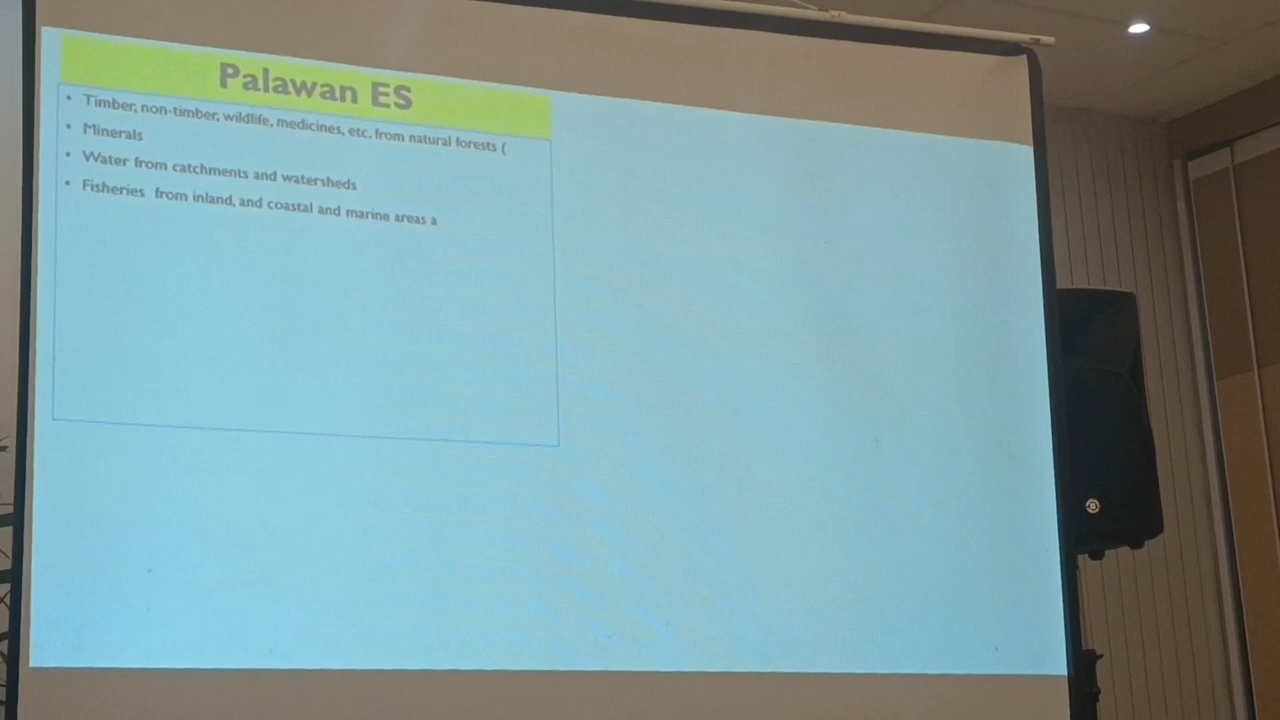 Palawan ES
• Timber, non-timber, wildlife, medicines, etc. from natural forests (
• Minerals
• Water from catchments and watersheds
• Fisheries from inland, and coastal and marine areas a